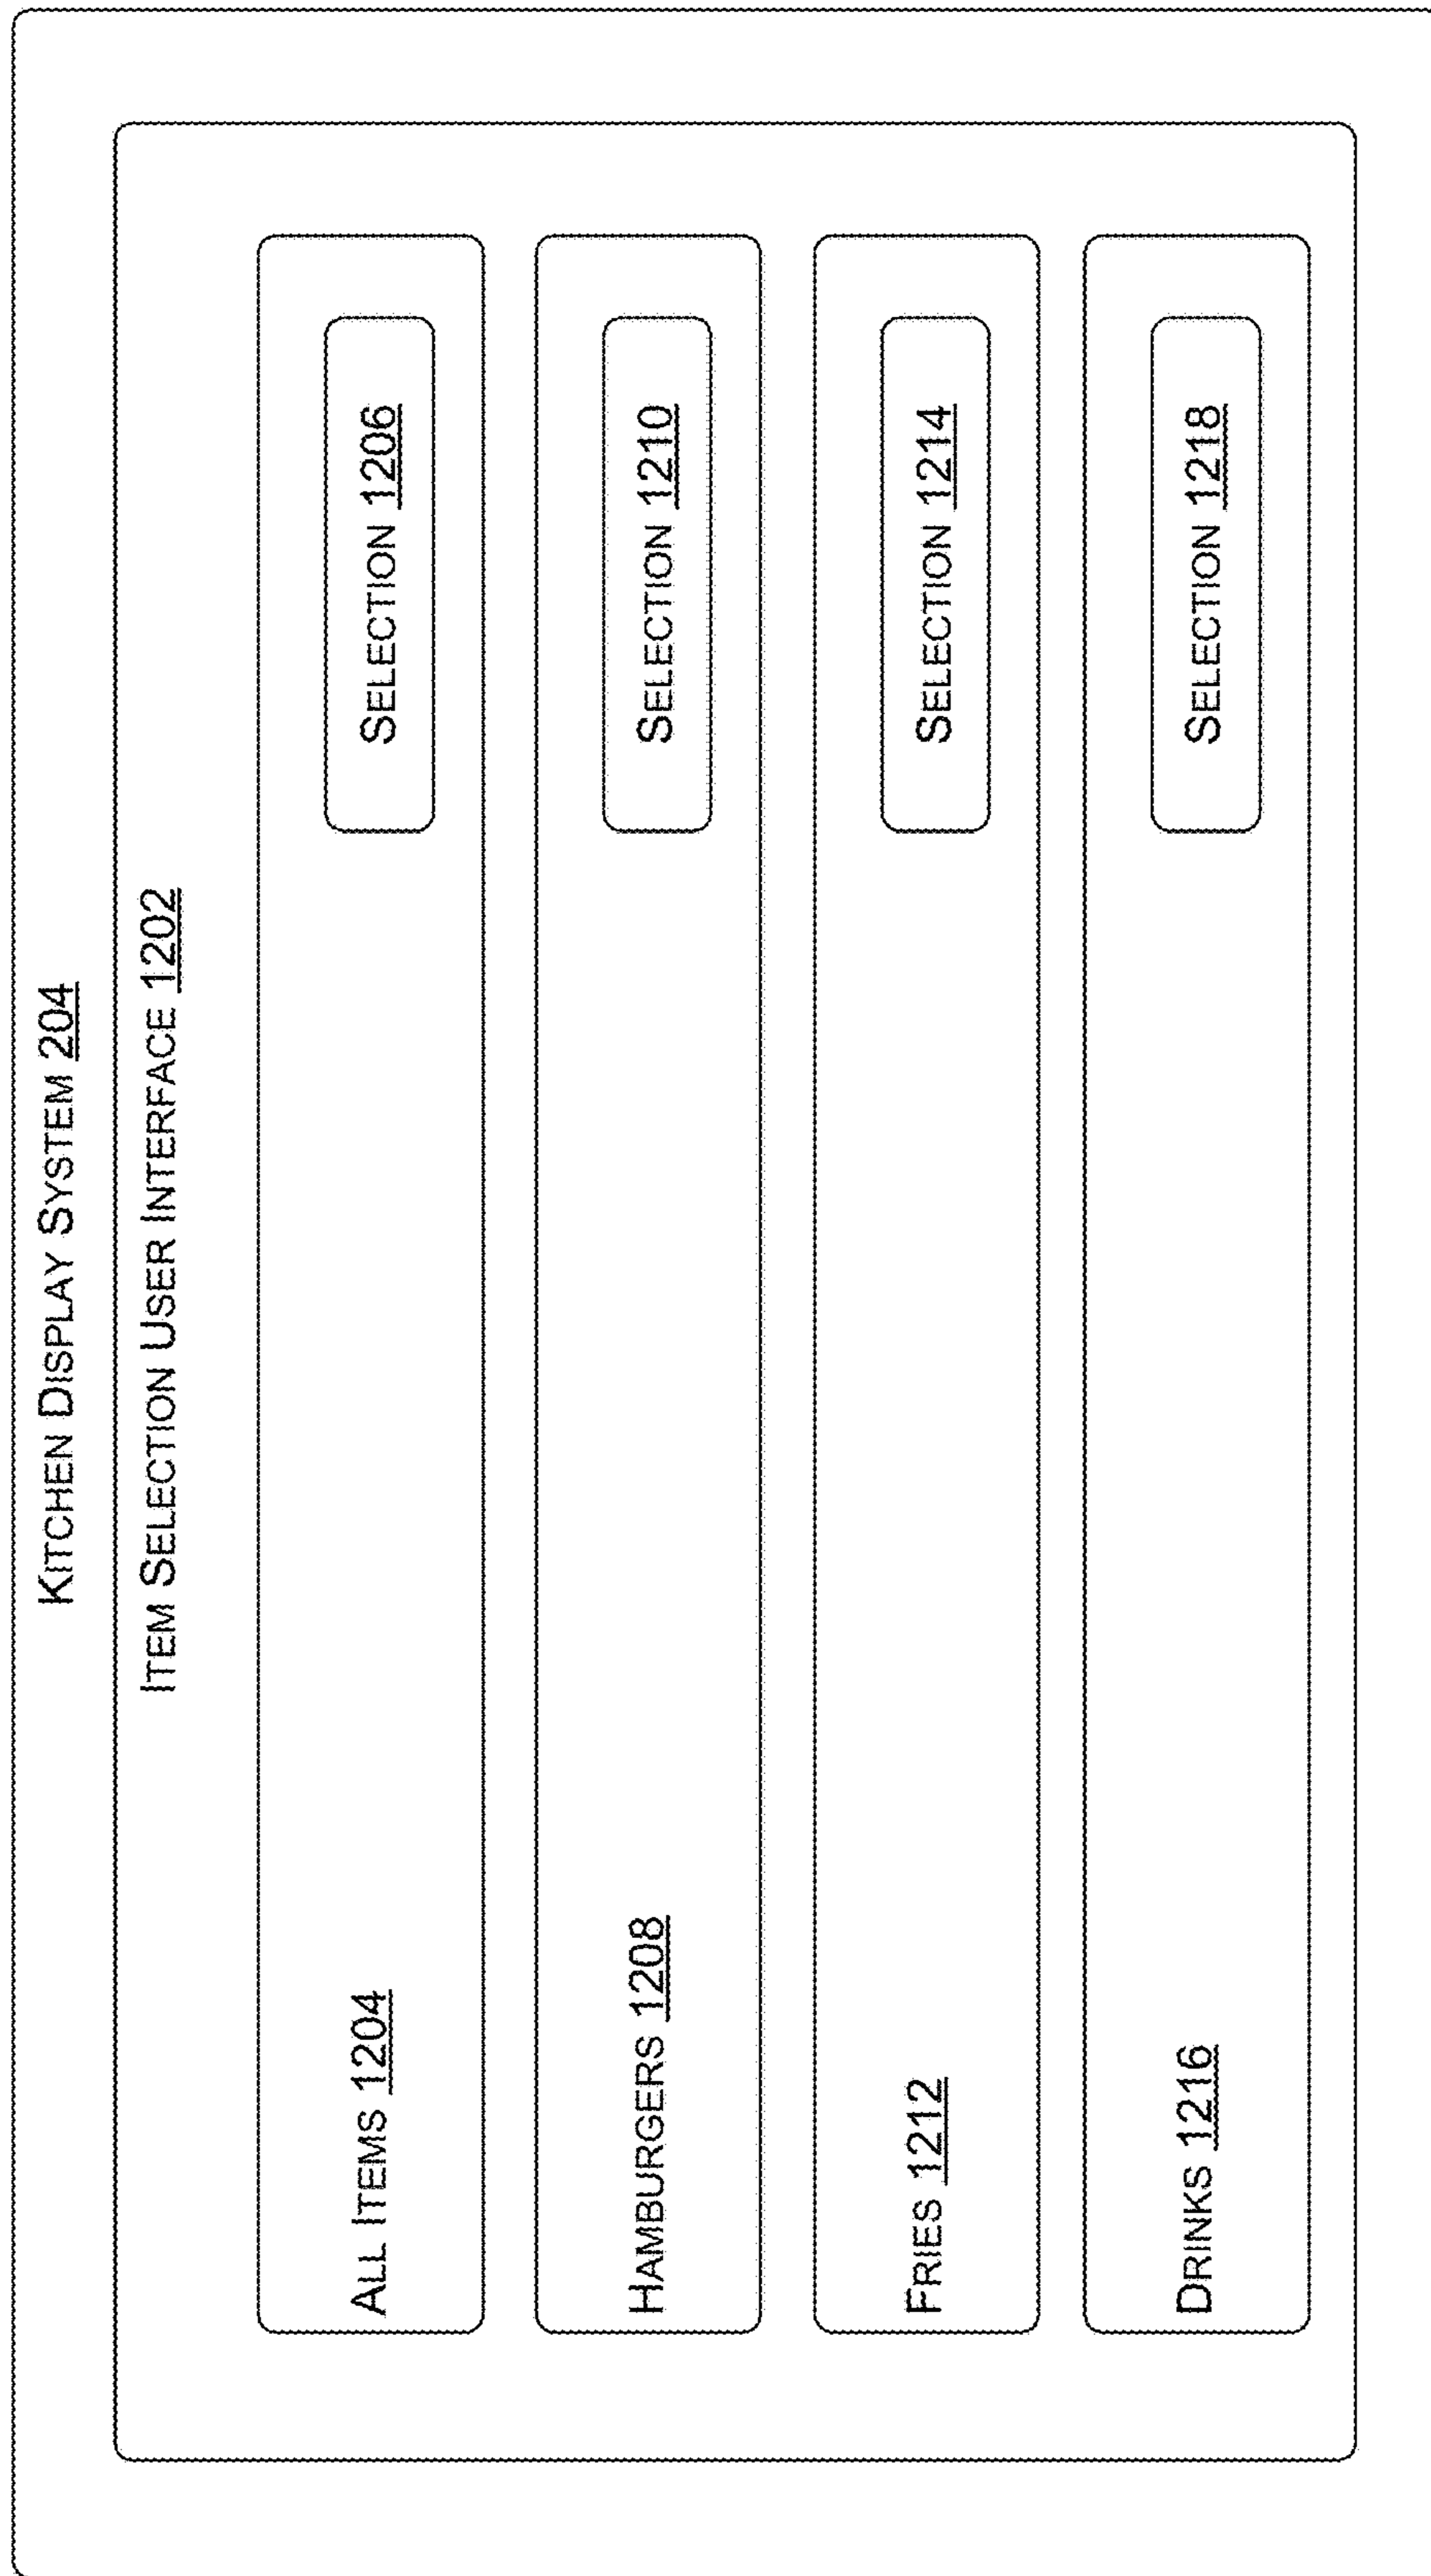 KITCHEN DISPLAY SYSTEM 204
ITEM SELECTION USER INTERFACE 1202
ALL ITEMS 1204
SELECTION 1206
HAMBURGERS 1208
SELECTION 1210
FRIES 1212
SELECTION 1214
DRINKS 1216
SELECTION 1218